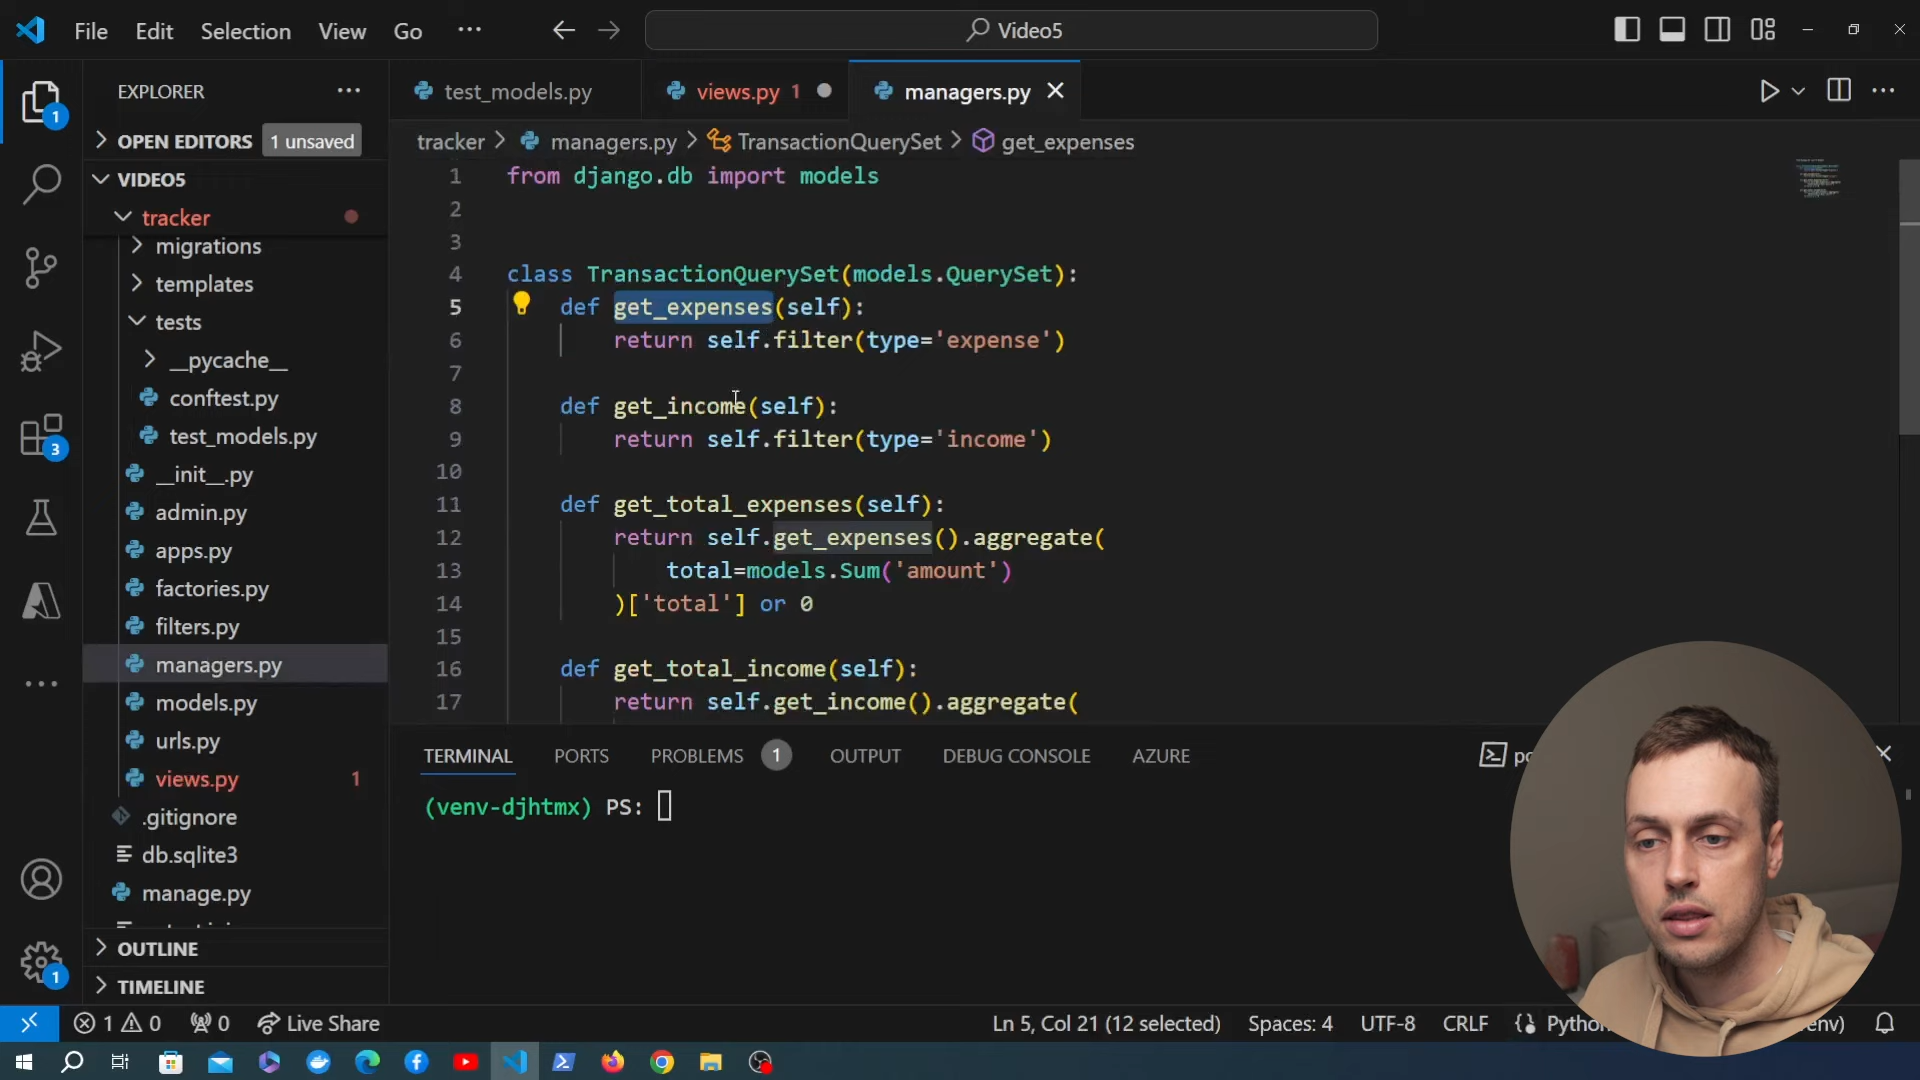 File Edit Selection View Go ··· Video5
EXPLORER ···
OPEN EDITORS 1 unsaved
VIDEO5
tracker
migrations
templates
tests
__pycache__
conftest.py
test_models.py
__init__.py
admin.py
apps.py
factories.py
filters.py
managers.py
models.py
urls.py
views.py 1
.gitignore
db.sqlite3
manage.py
OUTLINE
TIMELINE
1
3
1
test_models.py views.py 1 managers.py
tracker > managers.py > TransactionQuerySet > get_expenses
1 from django.db import models
2
3
4 class TransactionQuerySet(models.QuerySet):
5 def get_expenses(self):
6 return self.filter(type='expense')
7
8 def get_income(self):
9 return self.filter(type='income')
10
11 def get_total_expenses(self):
12 return self.get_expenses().aggregate(
13 total=models.Sum('amount')
14 )['total'] or 0
15
16 def get_total_income(self):
17 return self.get_income().aggregate(
TERMINAL PORTS PROBLEMS 1 OUTPUT DEBUG CONSOLE AZURE
(venv-djhtmx) PS:
1 0 0 Live Share Ln 5, Col 21 (12 selected) Spaces: 4 UTF-8 CRLF